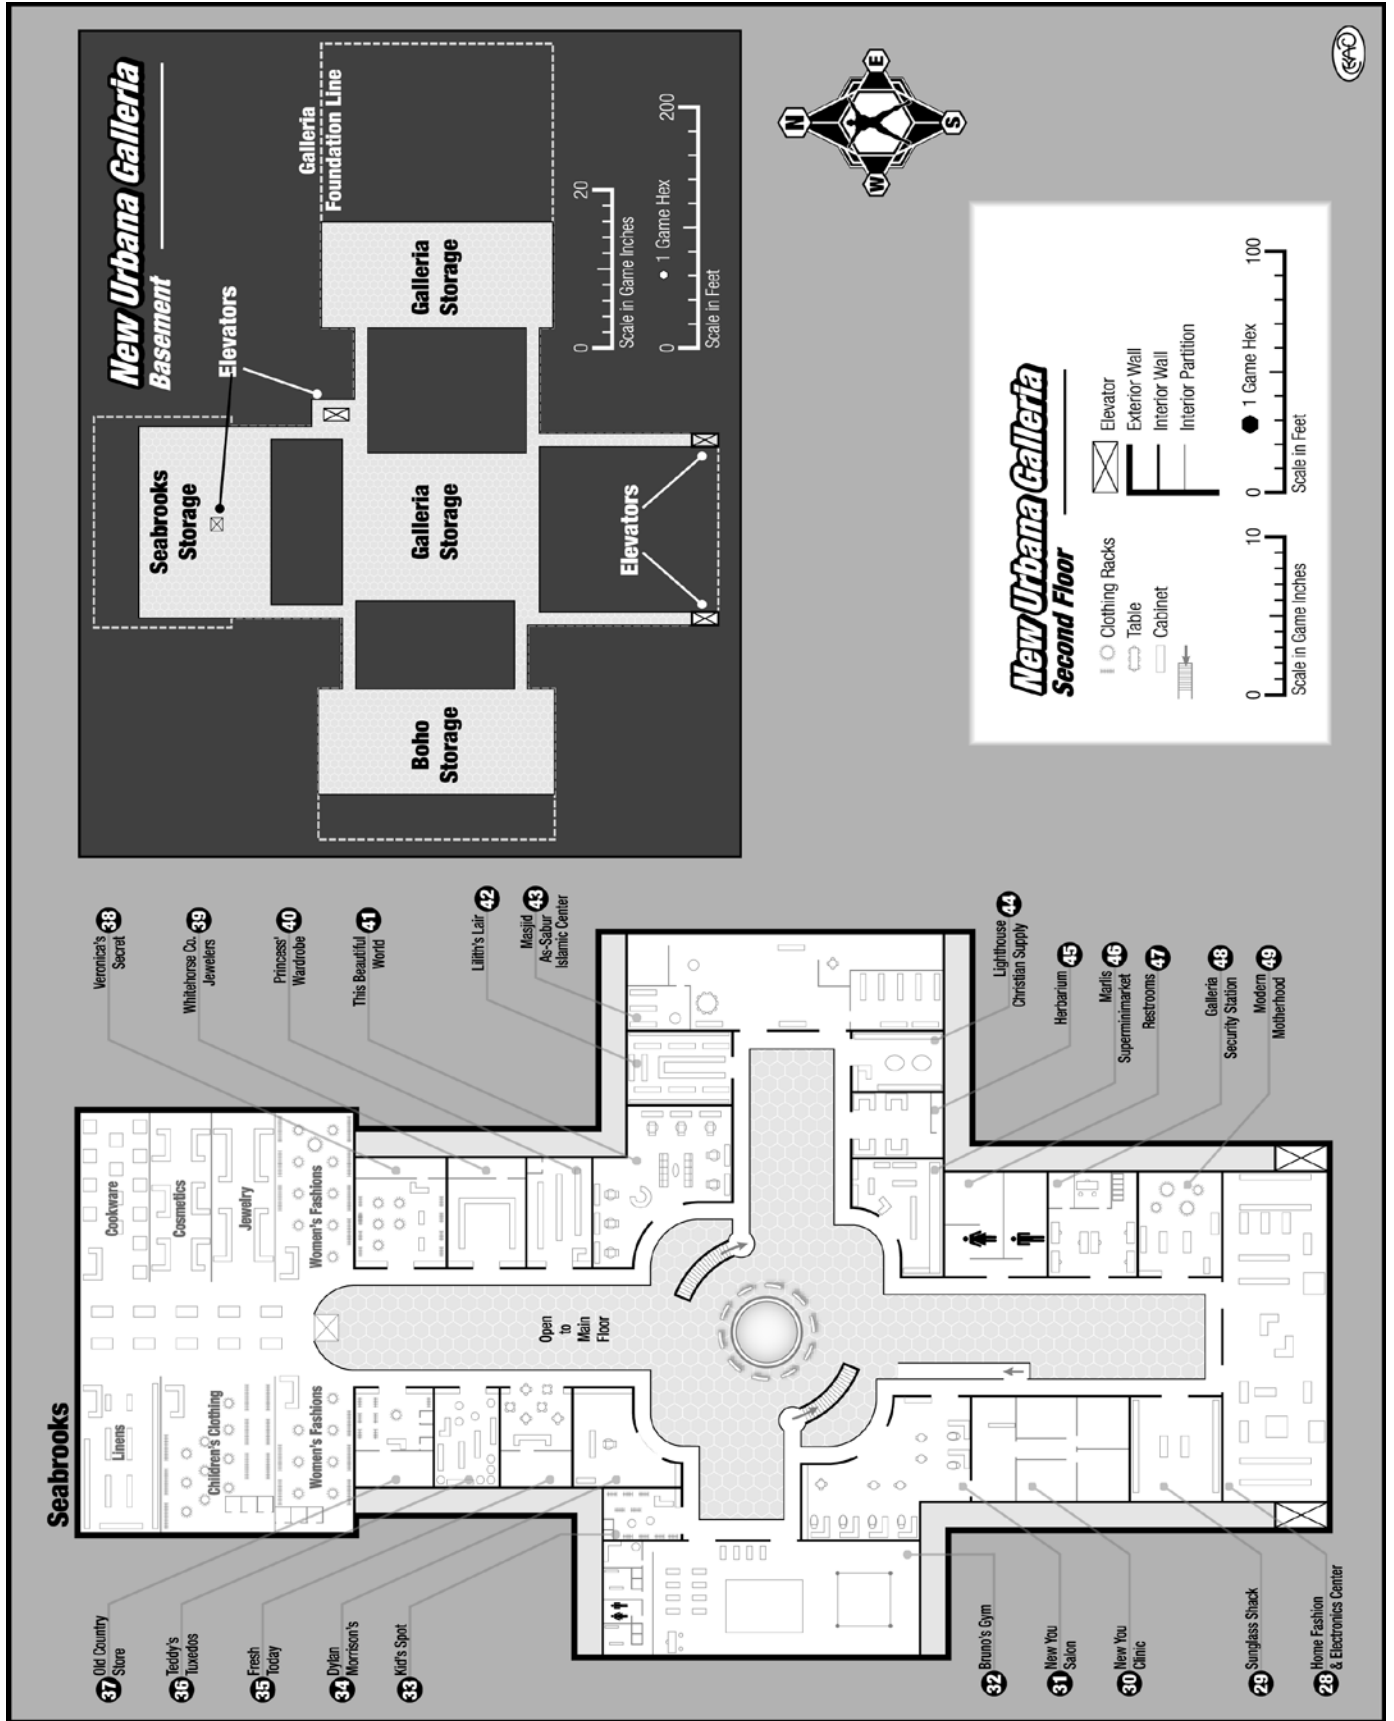 New Urbana Galleria
Basement
Seabrooks
Storage
Elevators
Galleria
Foundation Line
Galleria
Storage
Galleria
Storage
Boho
Storage
Elevators
0 20
Scale in Game Inches
1 Game Hex
0 200
Scale in Feet
N
E
S
W
New Urbana Galleria
Second Floor
Clothing Racks
Table
Cabinet
Elevator
Exterior Wall
Interior Wall
Interior Partition
0 10
Scale in Game Inches
1 Game Hex
0 100
Scale in Feet
Seabrooks
Linens
Children's Clothing
Women's Fashions
Cookware
Cosmetics
Jewelry
Women's Fashions
Open
to
Main
Floor
28 Home Fashion
& Electronics Center
29 Sunglass Shack
30 New You
Clinic
31 New You
Salon
32 Bruno's Gym
33 Kid's Spot
34 Dylan
Morrison's
35 Fresh
Today
36 Teddy's
Tuxedos
37 Old Country
Store
Veronica's 38
Secret
Whitehorse Co. 39
Jewelers
Princess' 40
Wardrobe
This Beautiful 41
World
Lilith's Lair 42
Masjid 43
As-Sabur
Islamic Center
Lighthouse 44
Christian Supply
Herbarium 45
Marlis 46
Superminimarket
Restrooms 47
Galleria 48
Security Station
Modern 49
Motherhood